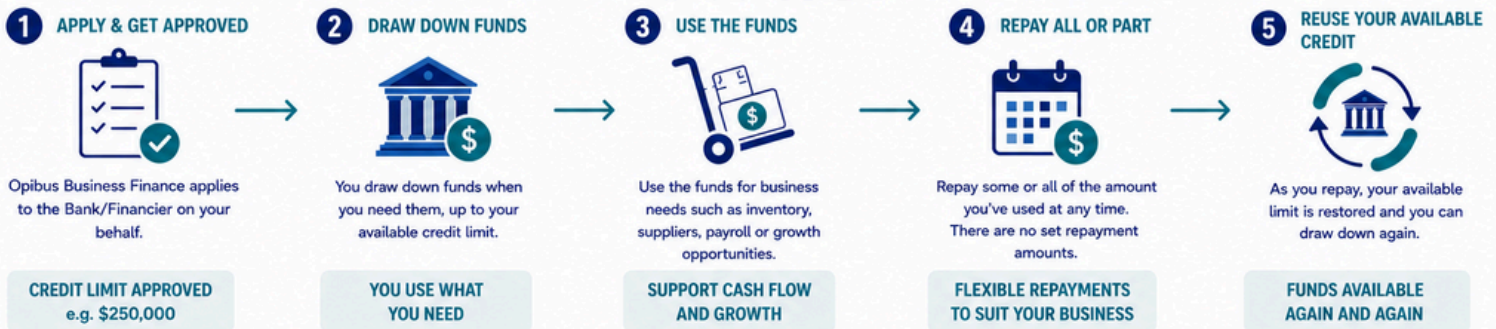 1 APPLY & GET APPROVED
Opibus Business Finance applies
to the Bank/Financier on your
behalf.
CREDIT LIMIT APPROVED
e.g. $250,000
2 DRAW DOWN FUNDS
$
You draw down funds when
you need them, up to your
available credit limit.
YOU USE WHAT
YOU NEED
3 USE THE FUNDS
$
Use the funds for business
needs such as inventory,
suppliers, payroll or growth
opportunities.
SUPPORT CASH FLOW
AND GROWTH
4 REPAY ALL OR PART
$
Repay some or all of the amount
you've used at any time.
There are no set repayment
amounts.
FLEXIBLE REPAYMENTS
TO SUIT YOUR BUSINESS
5 REUSE YOUR AVAILABLE
CREDIT
As you repay, your available
limit is restored and you can
draw down again.
FUNDS AVAILABLE
AGAIN AND AGAIN